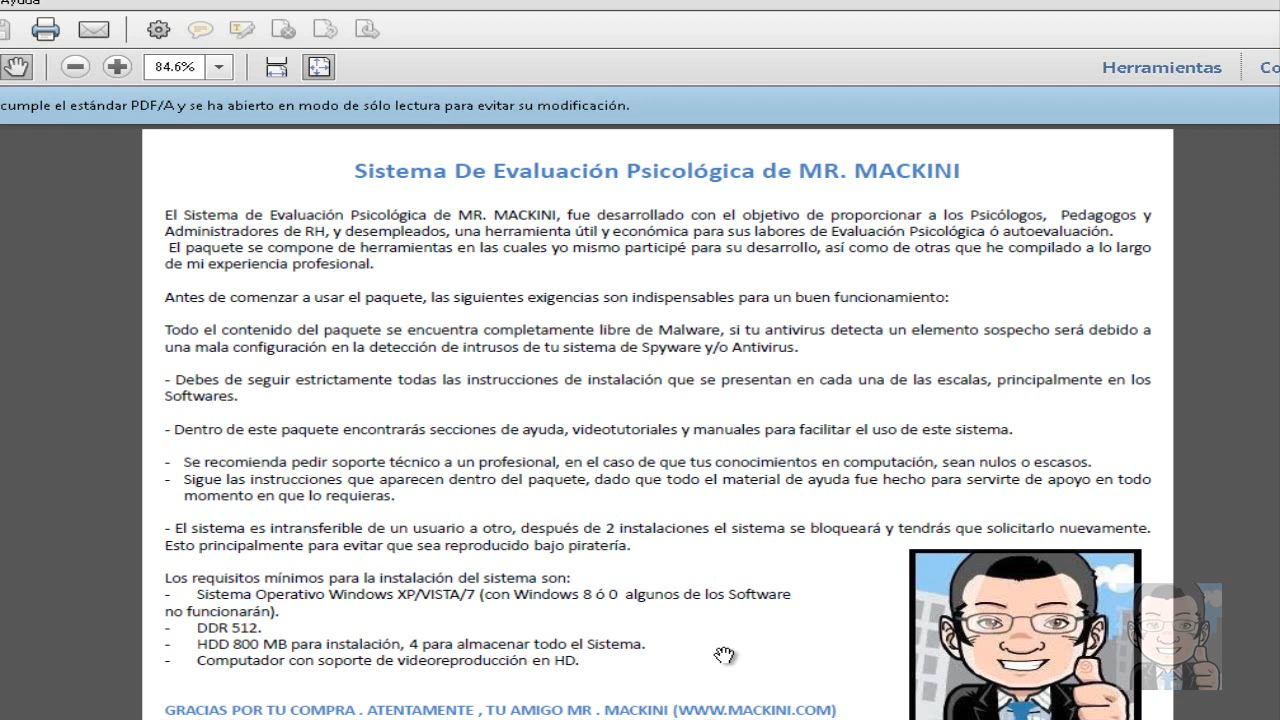 Ayuda
84.6%
Herramientas
Co
cumple el estándar PDF/A y se ha abierto en modo de sólo lectura para evitar su modificación.
Sistema De Evaluación Psicológica de MR. MACKINI
El Sistema de Evaluación Psicológica de MR. MACKINI, fue desarrollado con el objetivo de proporcionar a los Psicólogos, Pedagogos y
Administradores de RH, y desempleados, una herramienta útil y económica para sus labores de Evaluación Psicológica ó autoevaluación.
El paquete se compone de herramientas en las cuales yo mismo participé para su desarrollo, así como de otras que he compilado a lo largo
de mi experiencia profesional.
Antes de comenzar a usar el paquete, las siguientes exigencias son indispensables para un buen funcionamiento:
Todo el contenido del paquete se encuentra completamente libre de Malware, si tu antivirus detecta un elemento sospecho será debido a
una mala configuración en la detección de intrusos de tu sistema de Spyware y/o Antivirus.
- Debes de seguir estrictamente todas las instrucciones de instalación que se presentan en cada una de las escalas, principalmente en los
Softwares.
- Dentro de este paquete encontrarás secciones de ayuda, videotutoriales y manuales para facilitar el uso de este sistema.
- Se recomienda pedir soporte técnico a un profesional, en el caso de que tus conocimientos en computación, sean nulos o escasos.
- Sigue las instrucciones que aparecen dentro del paquete, dado que todo el material de ayuda fue hecho para servirte de apoyo en todo
momento en que lo requieras.
- El sistema es intransferible de un usuario a otro, después de 2 instalaciones el sistema se bloqueará y tendrás que solicitarlo nuevamente.
Esto principalmente para evitar que sea reproducido bajo piratería.
Los requisitos mínimos para la instalación del sistema son:
- Sistema Operativo Windows XP/VISTA/7 (con Windows 8 ó 0 algunos de los Software
no funcionarán).
- DDR 512.
- HDD 800 MB para instalación, 4 para almacenar todo el Sistema.
- Computador con soporte de videoreproducción en HD.
GRACIAS POR TU COMPRA . ATENTAMENTE , TU AMIGO MR . MACKINI (WWW.MACKINI.COM)